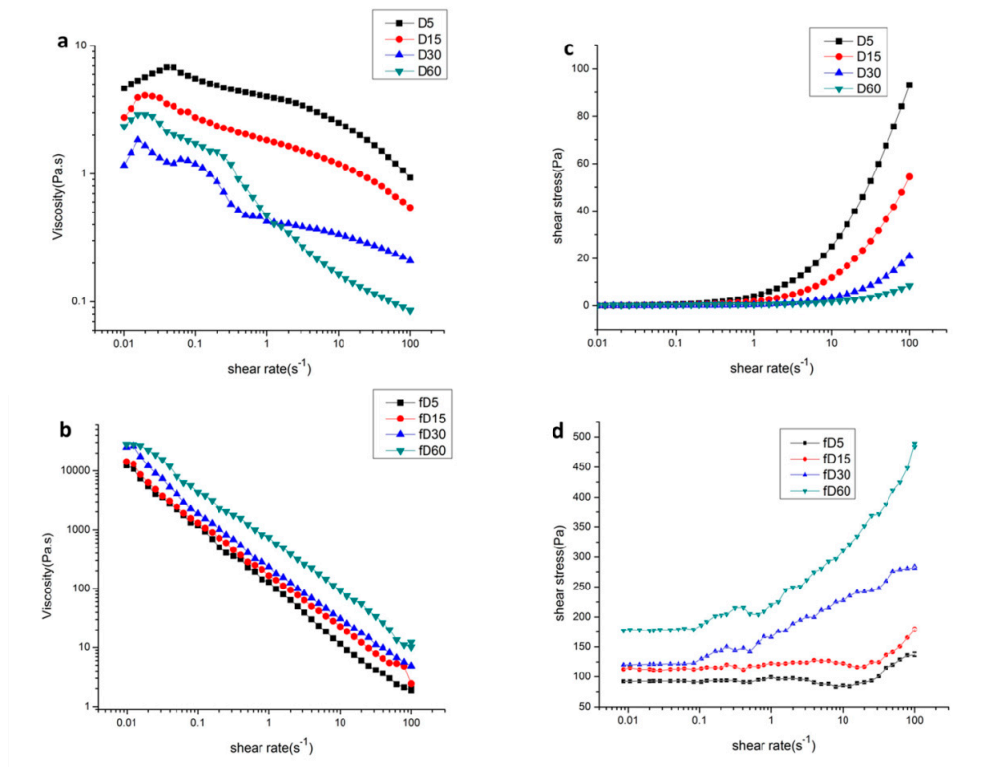 a
D5
D15
D30
D60
10
1
0.1
Viscosity(Pa.s)
0.01 0.1 1 10 100
shear rate(s⁻¹)
c
D5
D15
D30
D60
100
80
60
40
20
0
shear stress(Pa)
0.01 0.1 1 10 100
shear rate(s⁻¹)
b
fD5
fD15
fD30
fD60
10000
1000
100
10
1
Viscosity(Pa.s)
0.01 0.1 1 10 100
shear rate(s⁻¹)
d
fD5
fD15
fD30
fD60
500
450
400
350
300
250
200
150
100
50
shear stress(Pa)
0.01 0.1 1 10 100
shear rate(s⁻¹)